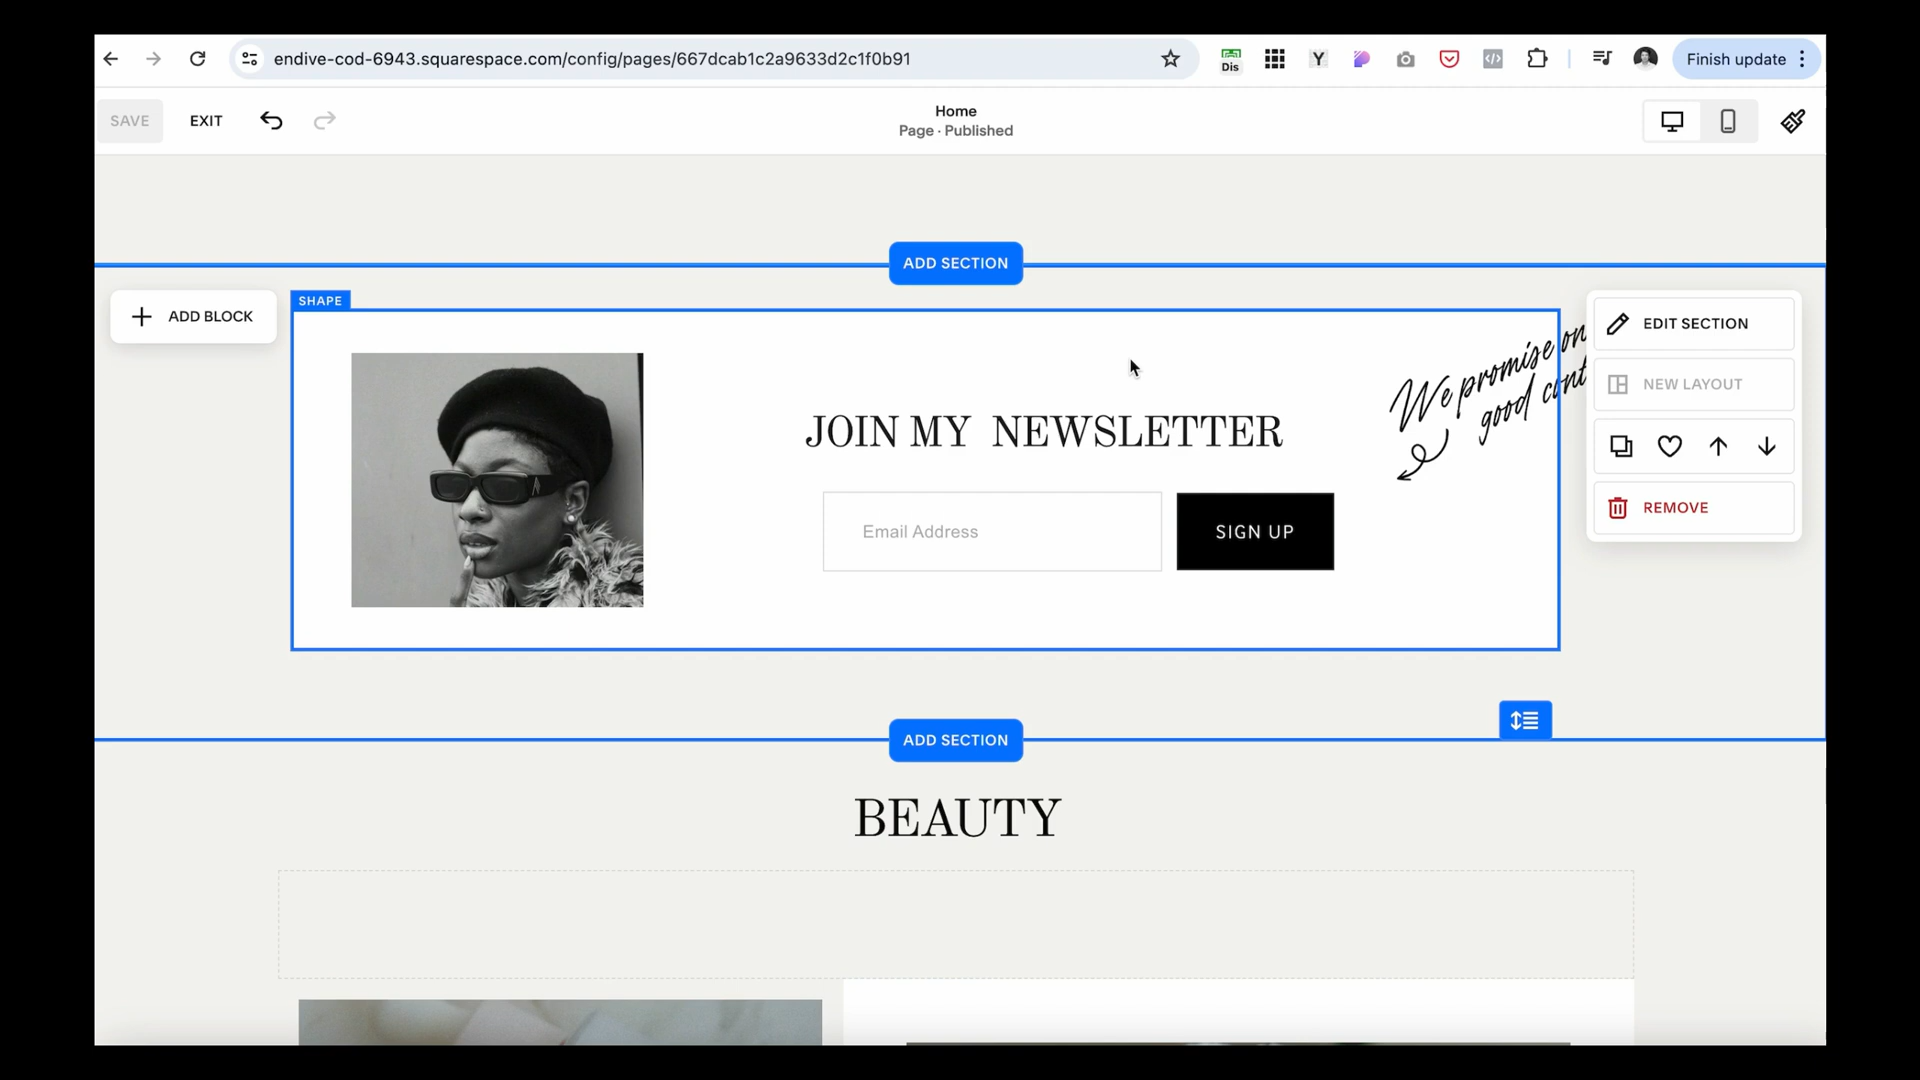 endive-cod-6943.squarespace.com/config/pages/667dcab1c2a9633d2c1f0b91
Dis
Y
Finish update
SAVE
EXIT
Home
Page · Published
ADD SECTION
ADD BLOCK
SHAPE
JOIN MY NEWSLETTER
Email Address
SIGN UP
We promise on
good cont
EDIT SECTION
NEW LAYOUT
REMOVE
ADD SECTION
BEAUTY